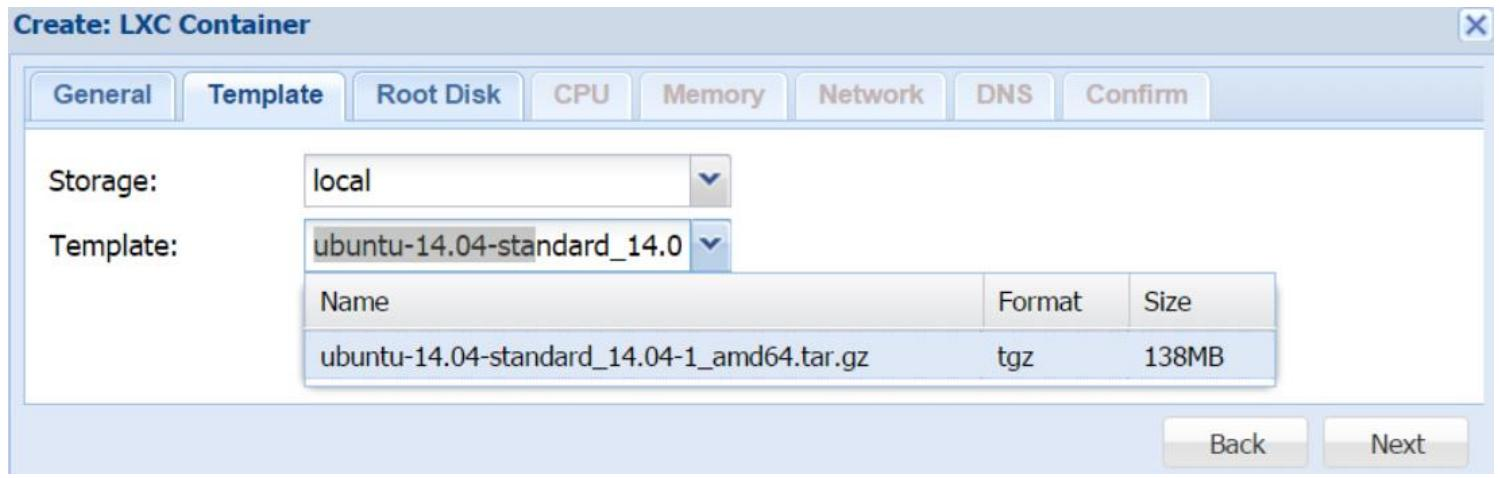 Create: LXC Container
General Template Root Disk CPU Memory Network DNS Confirm
Storage: local
Template: ubuntu-14.04-standard_14.0
Name Format Size
ubuntu-14.04-standard_14.04-1_amd64.tar.gz tgz 138MB
Back Next